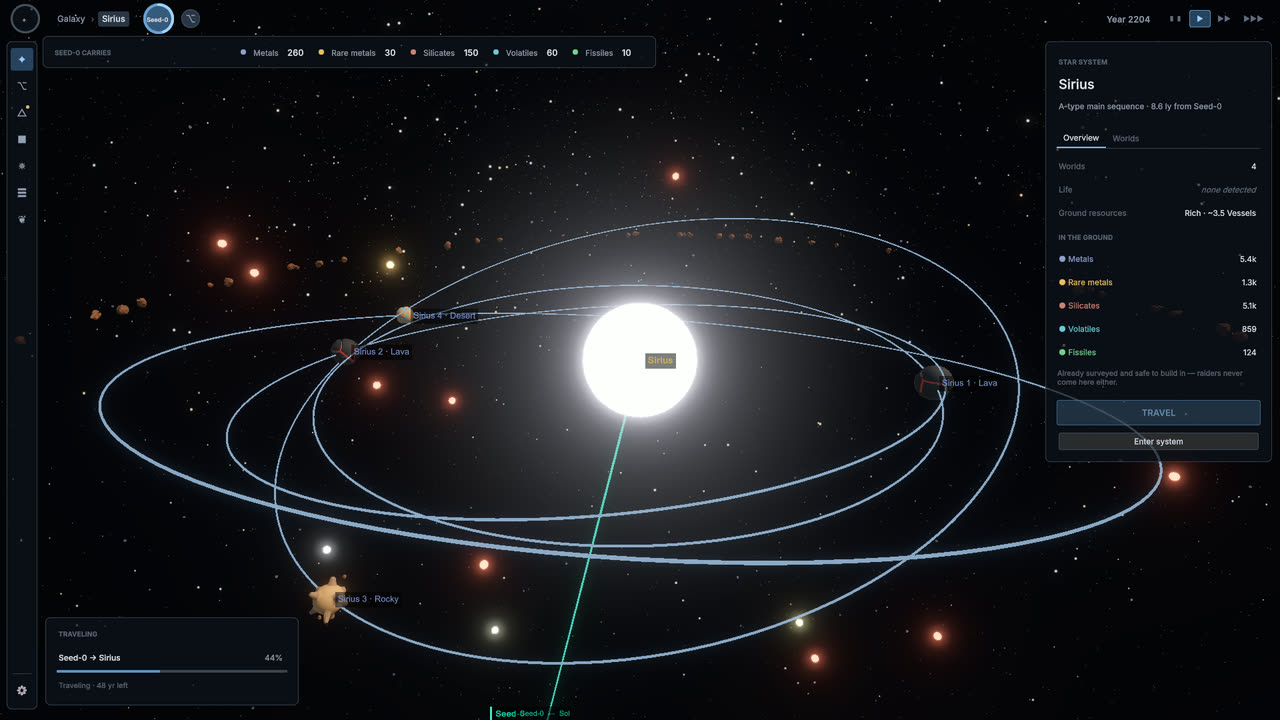 Galaxy › Sirius Seed-0
Year 2204
SEED-0 CARRIES Metals 260 Rare metals 30 Silicates 150 Volatiles 60 Fissiles 10
STAR SYSTEM
Sirius
A-type main sequence · 8.6 ly from Seed-0
Overview Worlds
Worlds 4
Life none detected
Ground resources Rich · ~3.5 Vessels
IN THE GROUND
Metals 5.4k
Rare metals 1.3k
Silicates 5.1k
Volatiles 859
Fissiles 124
Already surveyed and safe to build in — raiders never
come here either.
TRAVEL
Enter system
Sirius 4 · Desert
Sirius 2 · Lava
Sirius
Sirius 1 · Lava
Sirius 3 · Rocky
TRAVELING
Seed-0 → Sirius 44%
Traveling · 48 yr left
Seed-0 Sol